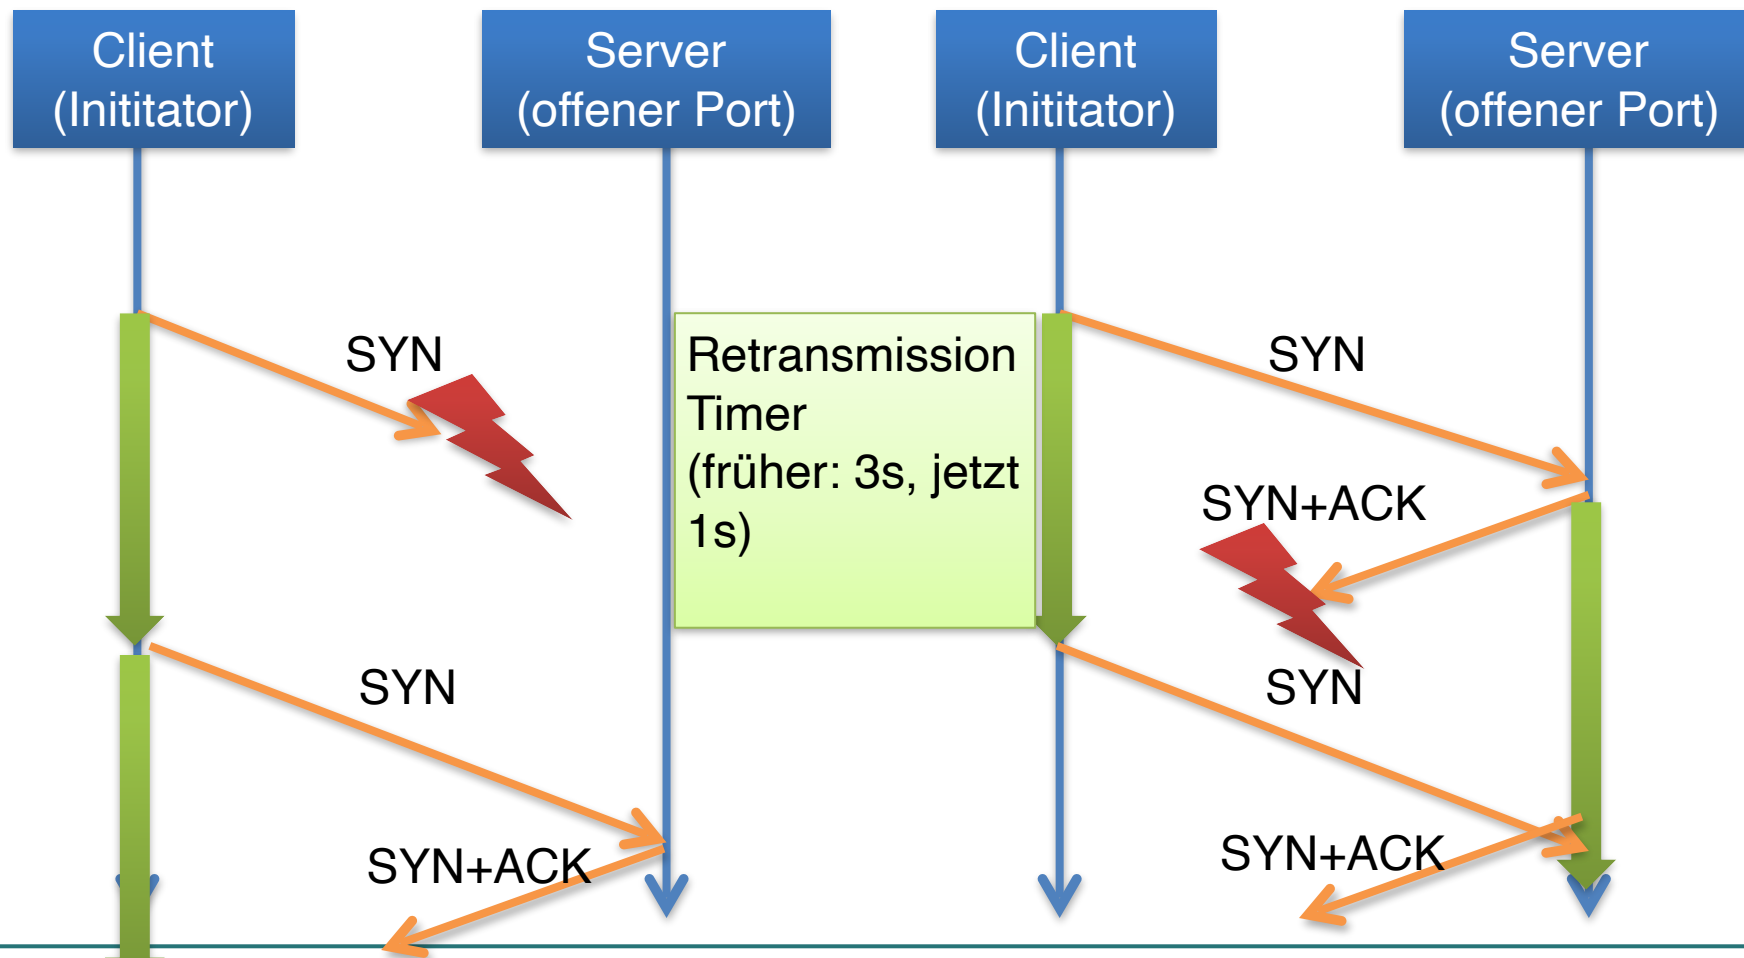 Client
(Inititator)
Server
(offener Port)
Client
(Inititator)
Server
(offener Port)
SYN
Retransmission
Timer
(früher: 3s, jetzt
1s)
SYN
SYN+ACK
SYN
SYN
SYN+ACK
SYN+ACK